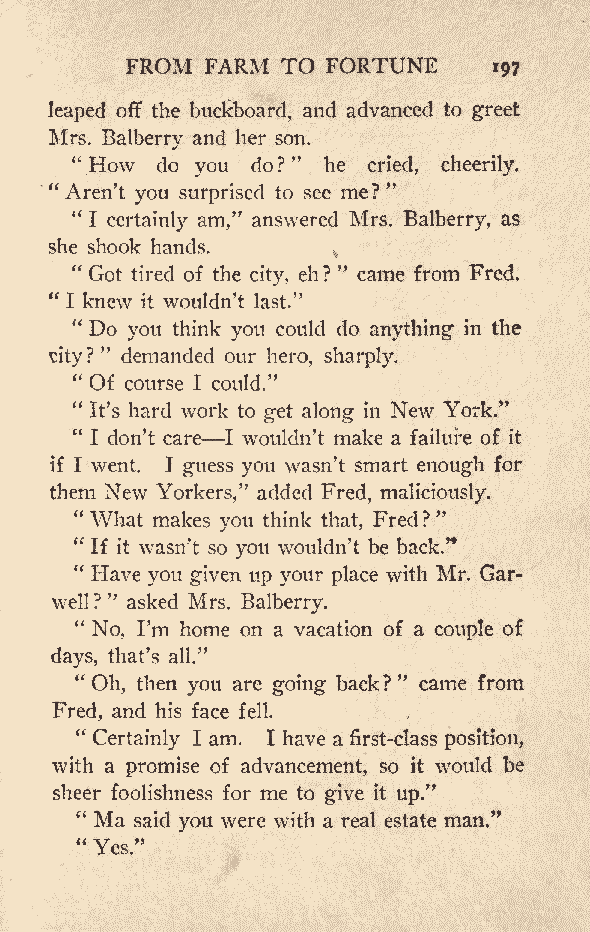 FROM FARM TO FORTUNE 197
leaped off the buckboard, and advanced to greet
Mrs. Balberry and her son.
" How do you do? " he cried, cheerily.
" Aren't you surprised to see me? "
" I certainly am," answered Mrs. Balberry, as
she shook hands.
" Got tired of the city, eh? " came from Fred.
" I knew it wouldn't last."
" Do you think you could do anything in the
city? " demanded our hero, sharply.
" Of course I could."
" It's hard work to get along in New York."
" I don't care—I wouldn't make a failure of it
if I went. I guess you wasn't smart enough for
them New Yorkers," added Fred, maliciously.
" What makes you think that, Fred? "
" If it wasn't so you wouldn't be back."
" Have you given up your place with Mr. Gar-
well? " asked Mrs. Balberry.
" No, I'm home on a vacation of a couple of
days, that's all."
" Oh, then you are going back? " came from
Fred, and his face fell.
" Certainly I am. I have a first-class position,
with a promise of advancement, so it would be
sheer foolishness for me to give it up."
" Ma said you were with a real estate man."
" Yes."